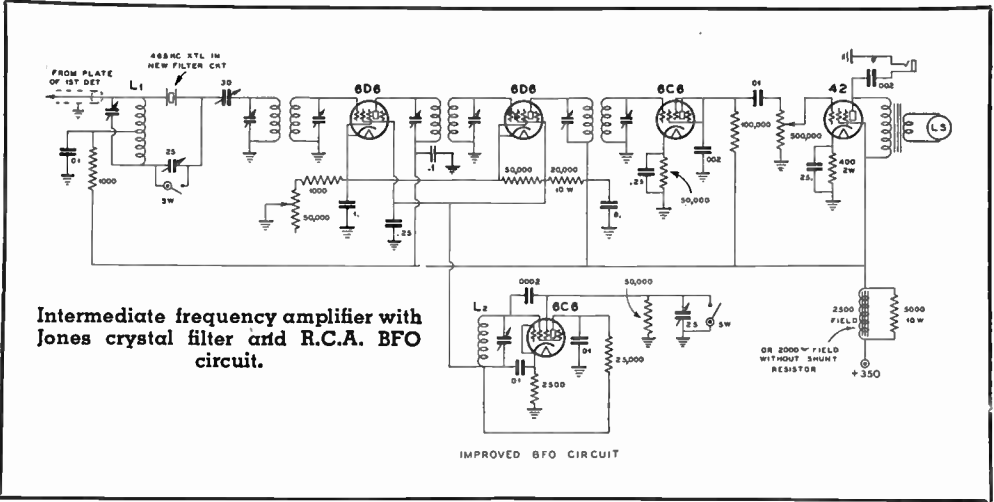 465KC XTL IN
NEW FILTER CKT
FROM PLATE
OF 1ST DET
L1
30
6D6
6D6
6C6
01
42
.002
100,000
500,000
LS
.01
1000
25
SW
.1
1000
50,000
1.
.25
50,000
20,000
10 W
8.
.25
50,000
.002
400
2W
25.
Intermediate frequency amplifier with
Jones crystal filter and R.C.A. BFO
circuit.
L2
.0002
6C6
.01
01
2500
25,000
50,000
25
SW
2500
FIELD
5000
10 W
OR 2000 FIELD
WITHOUT SHUNT
RESISTOR
+350
IMPROVED BFO CIRCUIT